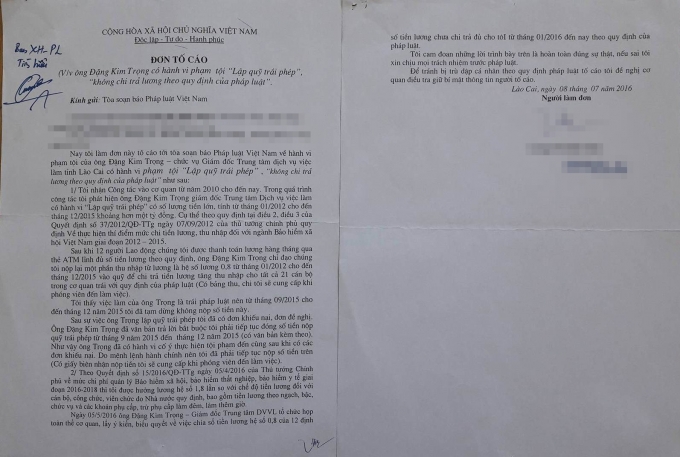 Ban XH-PL
CỘNG HÒA XÃ HỘI CHỦ NGHĨA VIỆT NAM
Độc lập - Tự do - Hạnh phúc
ĐƠN TỐ CÁO
(V/v ông Đặng Kim Trọng có hành vi phạm tội "Lập quỹ trái phép",
"không chi trả lương theo quy định của pháp luật".
Kính gửi: Tòa soạn báo Pháp luật Việt Nam
Nay tôi làm đơn này tố cáo tới tòa soạn báo Pháp luật Việt Nam về hành vi
phạm tôi của ông Đặng Kim Trọng – chức vụ Giám đốc Trung tâm dịch vụ việc
làm tỉnh Lào Cai có hành vi phạm tội "Lập quỹ trái phép", "không chi trả
lương theo quy định của pháp luật" như sau:
1/ Tôi nhận Công tác vào cơ quan từ năm 2010 cho đến nay. Trong quá trình
công tác tôi phát hiện ông Đặng Kim Trọng giám đốc Trung tâm Dịch vụ việc làm
có hành vi "Lập quỹ trái phép" có số lượng tiền lớn, tính từ tháng 01/2012 cho đến
tháng 12/2015 khoảng hơn một tỷ đồng. Cụ thể theo quy định tại điều 2, điều 3 của
Quyết định số 37/2012/QĐ-TTg ngày 07/09/2012 của thủ tướng chính phủ quy
định Về thực hiện thí điểm mức chi tiền lương, thu nhập đối với ngành Bảo hiểm xã
hội Việt Nam giai đoạn 2012 – 2015.
Sau khi 12 người Lao động chúng tôi được thanh toán lương hàng tháng qua
thẻ ATM lĩnh đủ số tiền lương theo quy định, ông Đặng Kim Trọng chỉ đạo chúng
tôi nộp lại một phần thu nhập từ lương là hệ số lương 0,8 từ tháng 01/2012 cho đến
tháng 12/2015 vào quỹ để chi trả tiền lương tăng thu nhập cho tất cả 21 cán bộ
trong cơ quan trái với quy định của pháp luật (Có bảng thu, chi tôi sẽ cung cấp khi
phóng viên đến làm việc).
Tôi thấy việc làm của ông Trọng là trái pháp luật nên từ tháng 09/2015 cho
đến tháng 12 năm 2015 tôi đã tạm dừng không nộp số tiền này.
Sau sự việc ông Trọng lập quỹ trái phép tôi đã có đơn khiếu nại, đơn đề nghị.
Ông Đặng Kim Trọng đã văn bản trả lời bắt buộc tôi phải tiếp tục đóng số tiền nộp
quỹ trái phép từ tháng 9 năm 2015 đến tháng 12 năm 2015 (có văn bản kèm theo).
Như vậy ông Trọng đã có hành vi cố ý thực hiện tội phạm đến cùng sau khi có các
đơn khiếu nại. Do mệnh lệnh hành chính nên tôi đã phải tiếp tục nộp số tiền trên
(Có giấy biên nhận nộp tiền tôi sẽ cung cấp khi phóng viên đến làm việc).
2/ Theo Quyết định số 15/2016/QĐ-TTg ngày 05/4/2016 của Thủ tướng Chính
phủ về mức chi phí quản lý Bảo hiểm xã hội, bảo hiểm thất nghiệp, bảo hiểm y tế giai
đoạn 2016-2018 thì tôi được hưởng lương hệ số 1,8 lần so với chế độ tiền lương đối với
cán bộ, công chức, viên chức do Nhà nước quy định, bao gồm tiền lương theo ngạch, bậc,
chức vụ và các khoản phụ cấp, trừ phụ cấp làm đêm, làm thêm giờ.
Ngày 05/3/2016 ông Đặng Kim Trọng – Giám đốc Trung tâm DVVL tổ chức họp
toàn thể cơ quan, lấy ý kiến, biểu quyết về việc chia số tiền lương hệ số 0,8 của 12 định
số tiền lương chưa chi trả đủ cho tôI từ tháng 01/2016 đến nay theo quy định của
pháp luật.
Tôi cam đoan những lời trình bày trên là hoàn toàn đúng sự thật, nếu sai tôi
xin chịu mọi trách nhiệm trước pháp luật.
Để tránh bị trù dập cá nhân theo quy định pháp luật tố cáo tôi đề nghị cơ
quan điều tra giữ bí mật thông tin người tố cáo.
Lào Cai, ngày 08 tháng 07 năm 2016
Người làm đơn